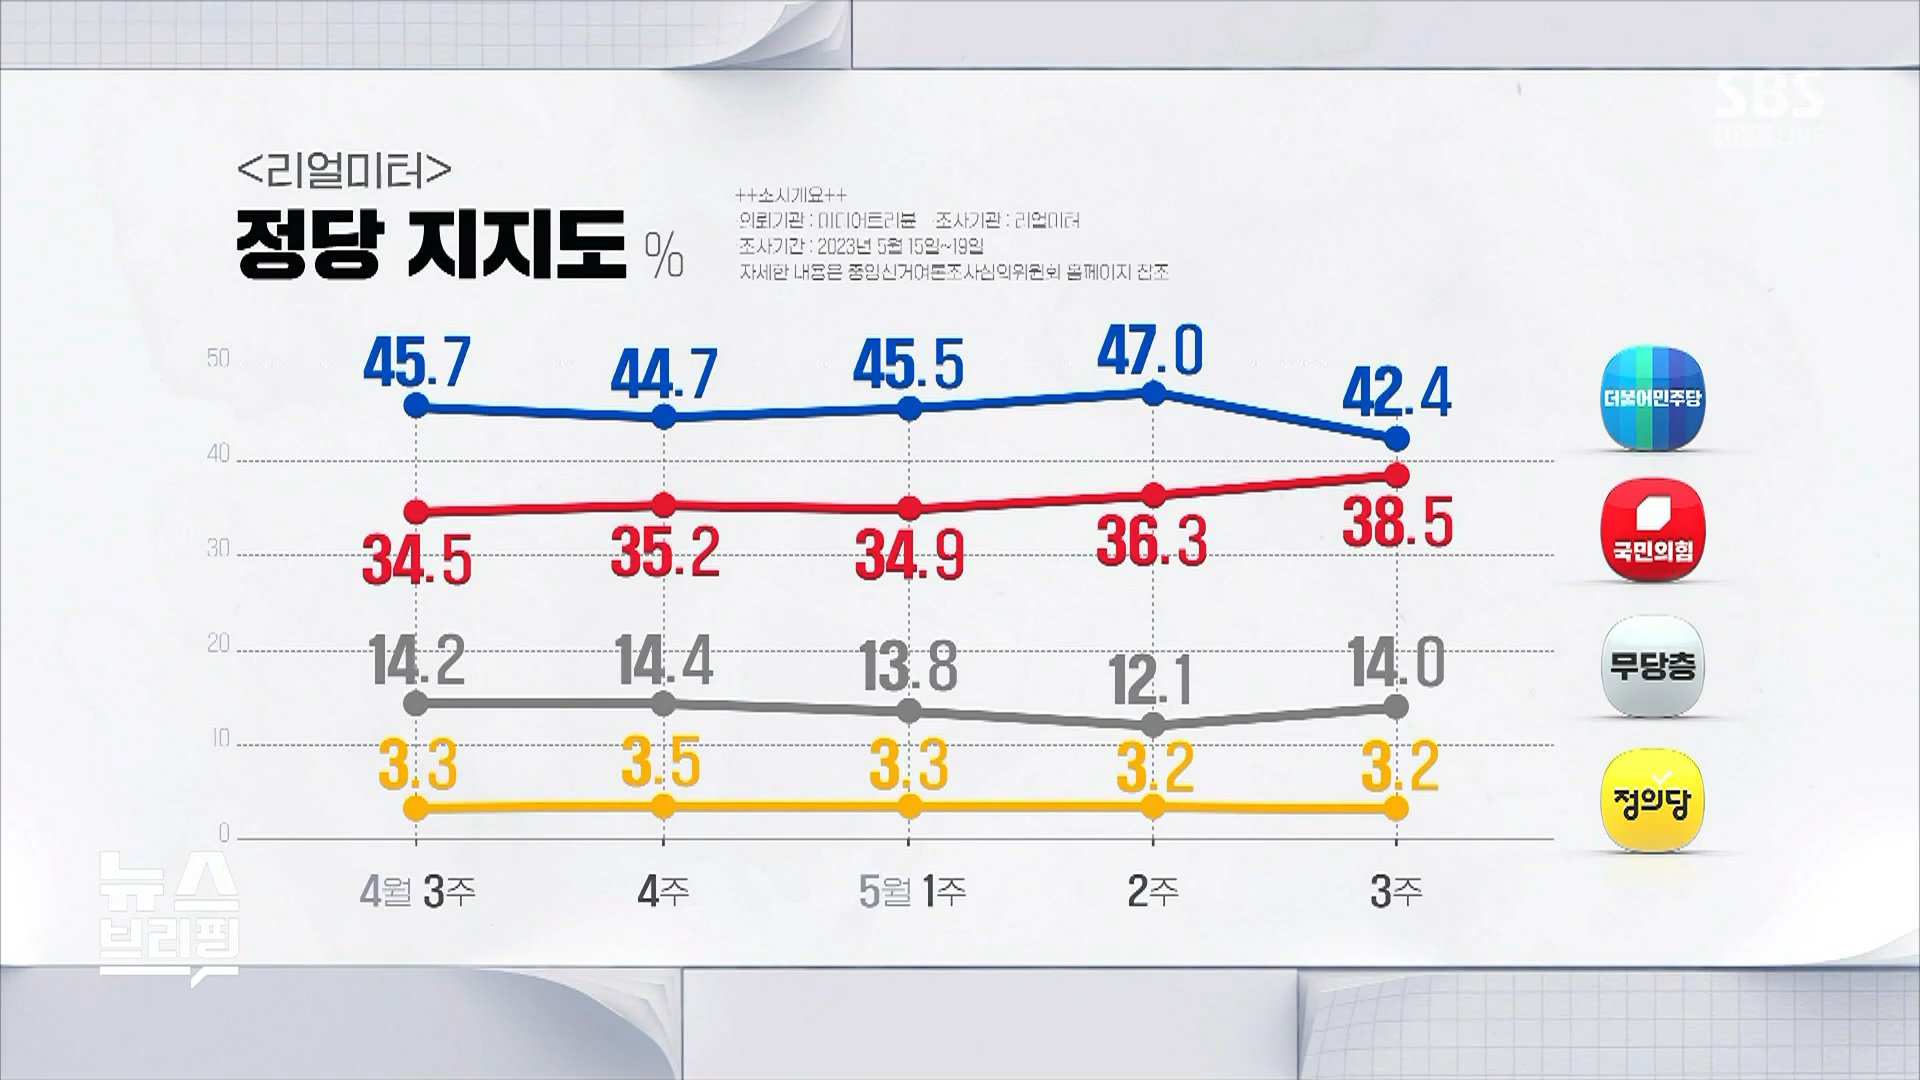 SBS
<리얼미터>
정당 지지도 %
의뢰기관 : 미디어트리뷴 조사기관 : 리얼미터
조사기간 : 2023년 5월 15일~19일
자세한 내용은 중앙선거여론조사심의위원회 홈페이지 참조
50
45.7 44.7 45.5 47.0 42.4
더불어민주당
40
34.5 35.2 34.9 36.3 38.5
국민의힘
30
20
14.2 14.4 13.8 12.1 14.0
무당층
10
3.3 3.5 3.3 3.2 3.2
정의당
0
4월 3주 4주 5월 1주 2주 3주
뉴스
브리핑